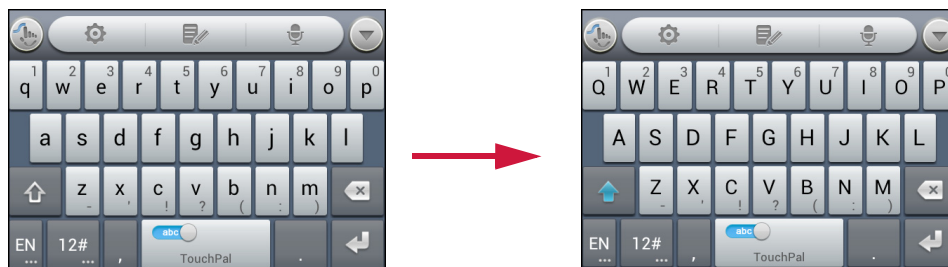 1 2 3 4 5 6 7 8 9 0
q w e r t y u i o p
a s d f g h j k l
z x c v b n m
- ' ! ? ( : )
EN 12# , abc .
... ... TouchPal
1 2 3 4 5 6 7 8 9 0
Q W E R T Y U I O P
A S D F G H J K L
Z X C V B N M
- ' ! ? ( : )
EN 12# , abc .
... ... TouchPal